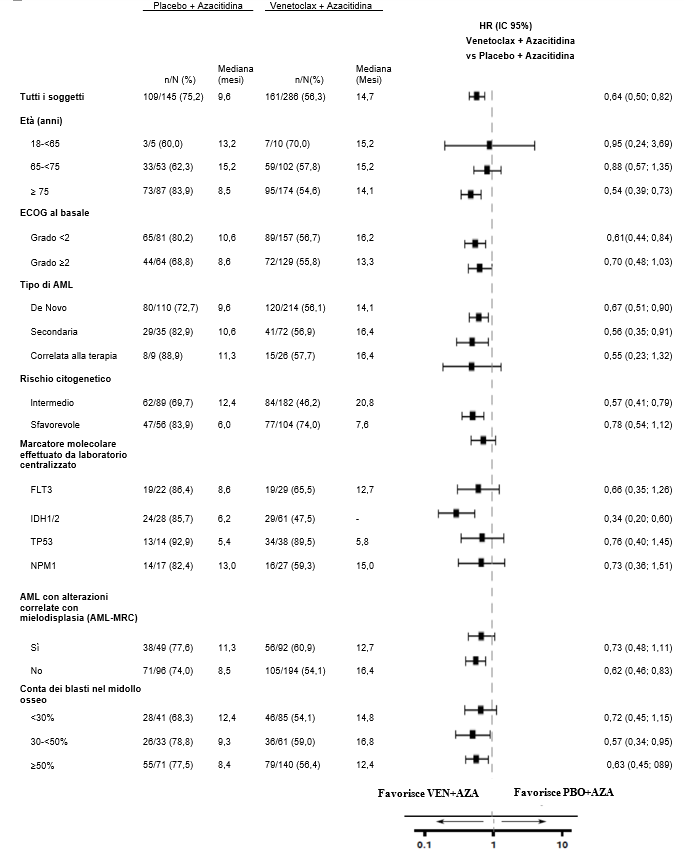 Placebo + Azacitidina Venetoclax + Azacitidina
HR (IC 95%)
Venetoclax + Azacitidina
vs Placebo + Azacitidina
n/N (%) Mediana (mesi) n/N(%) Mediana (Mesi)
Tutti i soggetti 109/145 (75,2) 9,6 161/286 (56,3) 14,7 0,64 (0,50; 0,82)
Età (anni)
18-<65 3/5 (60,0) 13,2 7/10 (70,0) 15,2 0,95 (0,24; 3,69)
65-<75 33/53 (62,3) 15,2 59/102 (57,8) 15,2 0,88 (0,57; 1,35)
≥ 75 73/87 (83,9) 8,5 95/174 (54,6) 14,1 0,54 (0,39; 0,73)
ECOG al basale
Grado <2 65/81 (80,2) 10,6 89/157 (56,7) 16,2 0,61(0,44; 0,84)
Grado ≥2 44/64 (68,8) 8,6 72/129 (55,8) 13,3 0,70 (0,48; 1,03)
Tipo di AML
De Novo 80/110 (72,7) 9,6 120/214 (56,1) 14,1 0,67 (0,51; 0,90)
Secondaria 29/35 (82,9) 10,6 41/72 (56,9) 16,4 0,56 (0,35; 0,91)
Correlata alla terapia 8/9 (88,9) 11,3 15/26 (57,7) 16,4 0,55 (0,23; 1,32)
Rischio citogenetico
Intermedio 62/89 (69,7) 12,4 84/182 (46,2) 20,8 0,57 (0,41; 0,79)
Sfavorevole 47/56 (83,9) 6,0 77/104 (74,0) 7,6 0,78 (0,54; 1,12)
Marcatore molecolare
effettuato da laboratorio
centralizzato
FLT3 19/22 (86,4) 8,6 19/29 (65,5) 12,7 0,66 (0,35; 1,26)
IDH1/2 24/28 (85,7) 6,2 29/61 (47,5) - 0,34 (0,20; 0,60)
TP53 13/14 (92,9) 5,4 34/38 (89,5) 5,8 0,76 (0,40; 1,45)
NPM1 14/17 (82,4) 13,0 16/27 (59,3) 15,0 0,73 (0,36; 1,51)
AML con alterazioni
correlate con
mielodisplasia (AML-MRC)
Sì 38/49 (77,6) 11,3 56/92 (60,9) 12,7 0,73 (0,48; 1,11)
No 71/96 (74,0) 8,5 105/194 (54,1) 16,4 0,62 (0,46; 0,83)
Conta dei blasti nel midollo
osseo
<30% 28/41 (68,3) 12,4 46/85 (54,1) 14,8 0,72 (0,45; 1,15)
30-<50% 26/33 (78,8) 9,3 36/61 (59,0) 16,8 0,57 (0,34; 0,95)
≥50% 55/71 (77,5) 8,4 79/140 (56,4) 12,4 0,63 (0,45; 089)
Favorisce VEN+AZA Favorisce PBO+AZA
0.1 1 10